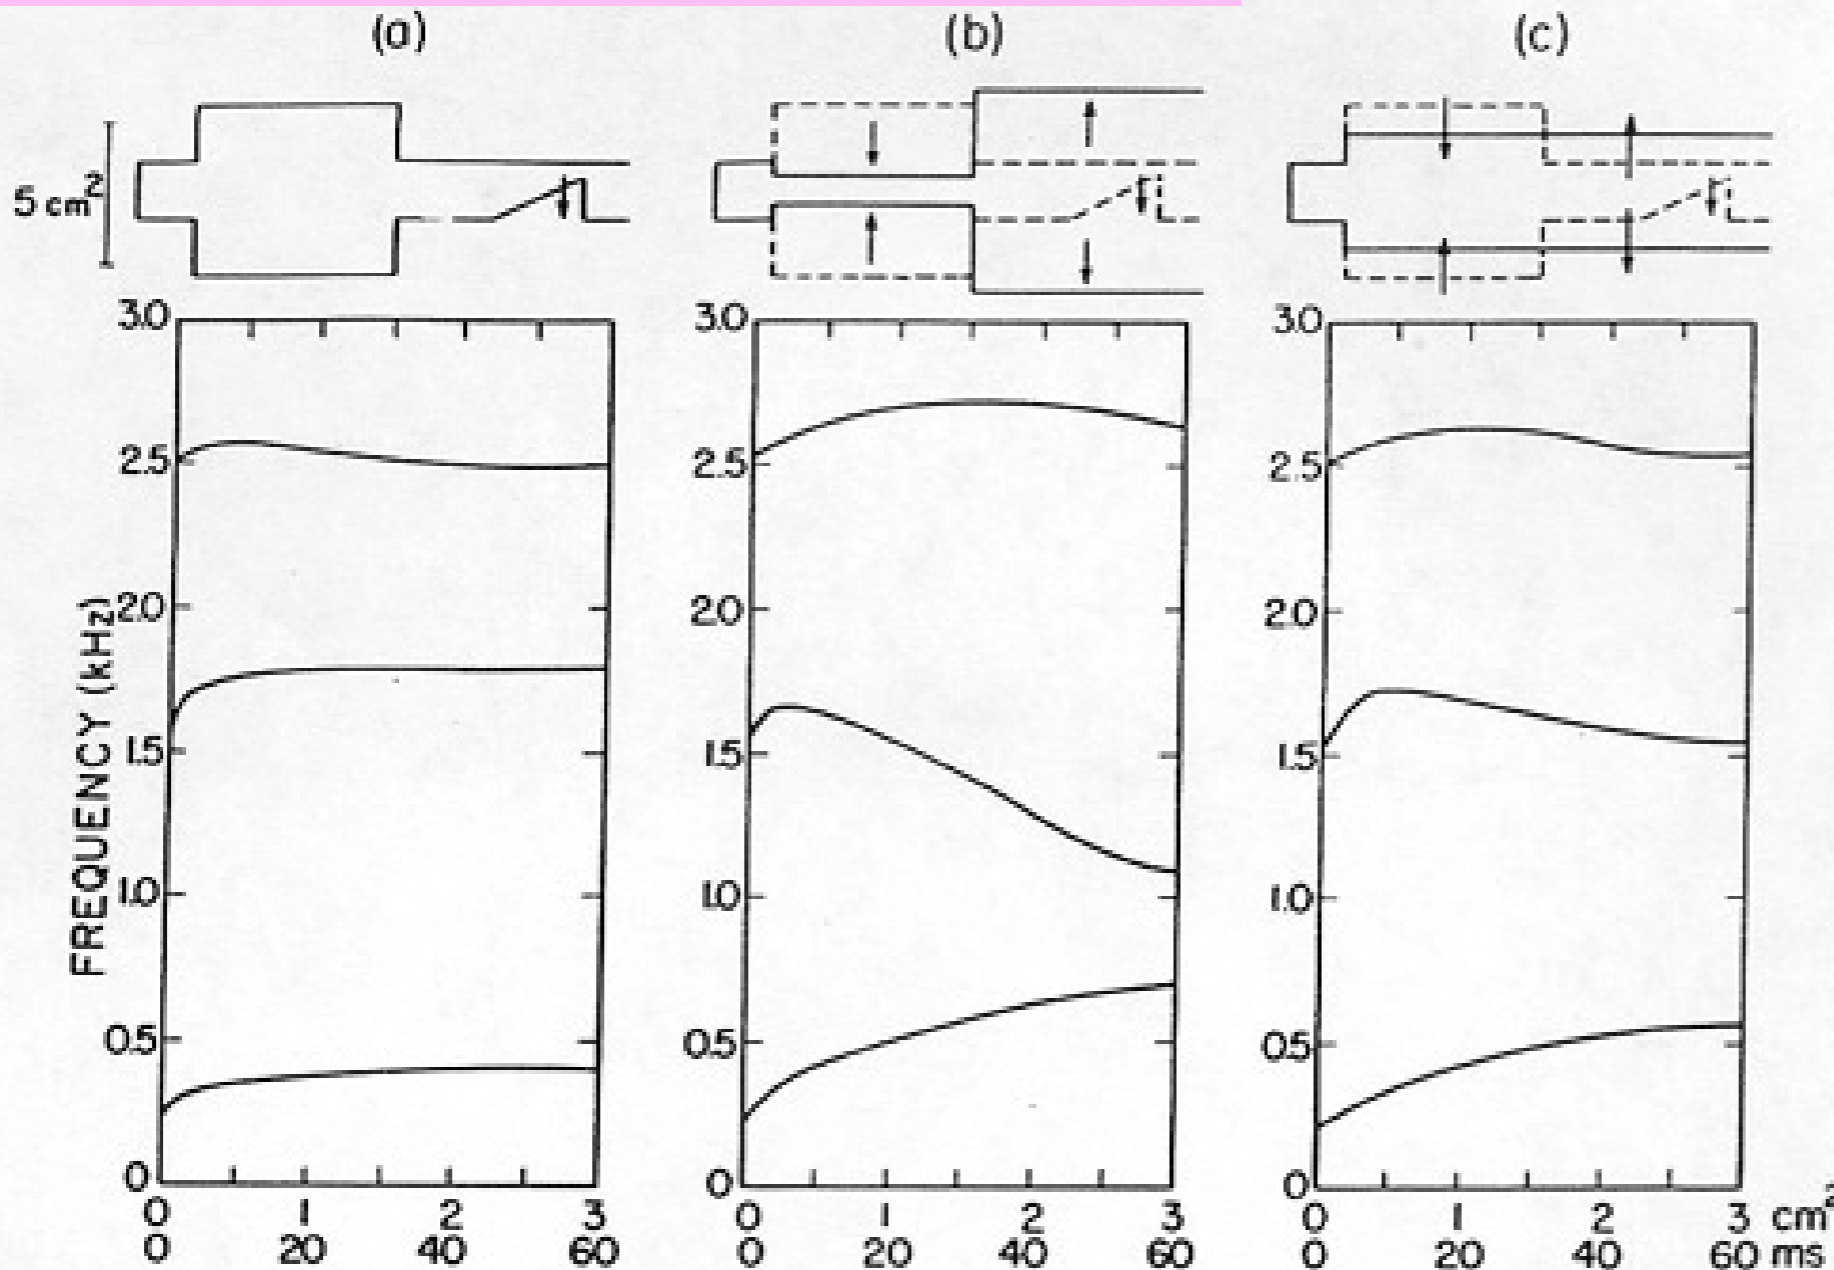 (a) (b) (c)
5 cm²
3.0 3.0 3.0
2.5 2.5 2.5
2.0 2.0 2.0
1.5 1.5 1.5
1.0 1.0 1.0
0.5 0.5 0.5
0 0 0
FREQUENCY (kHz)
0 1 2 3 0 1 2 3 0 1 2 3 cm²
0 20 40 60 0 20 40 60 0 20 40 60 ms